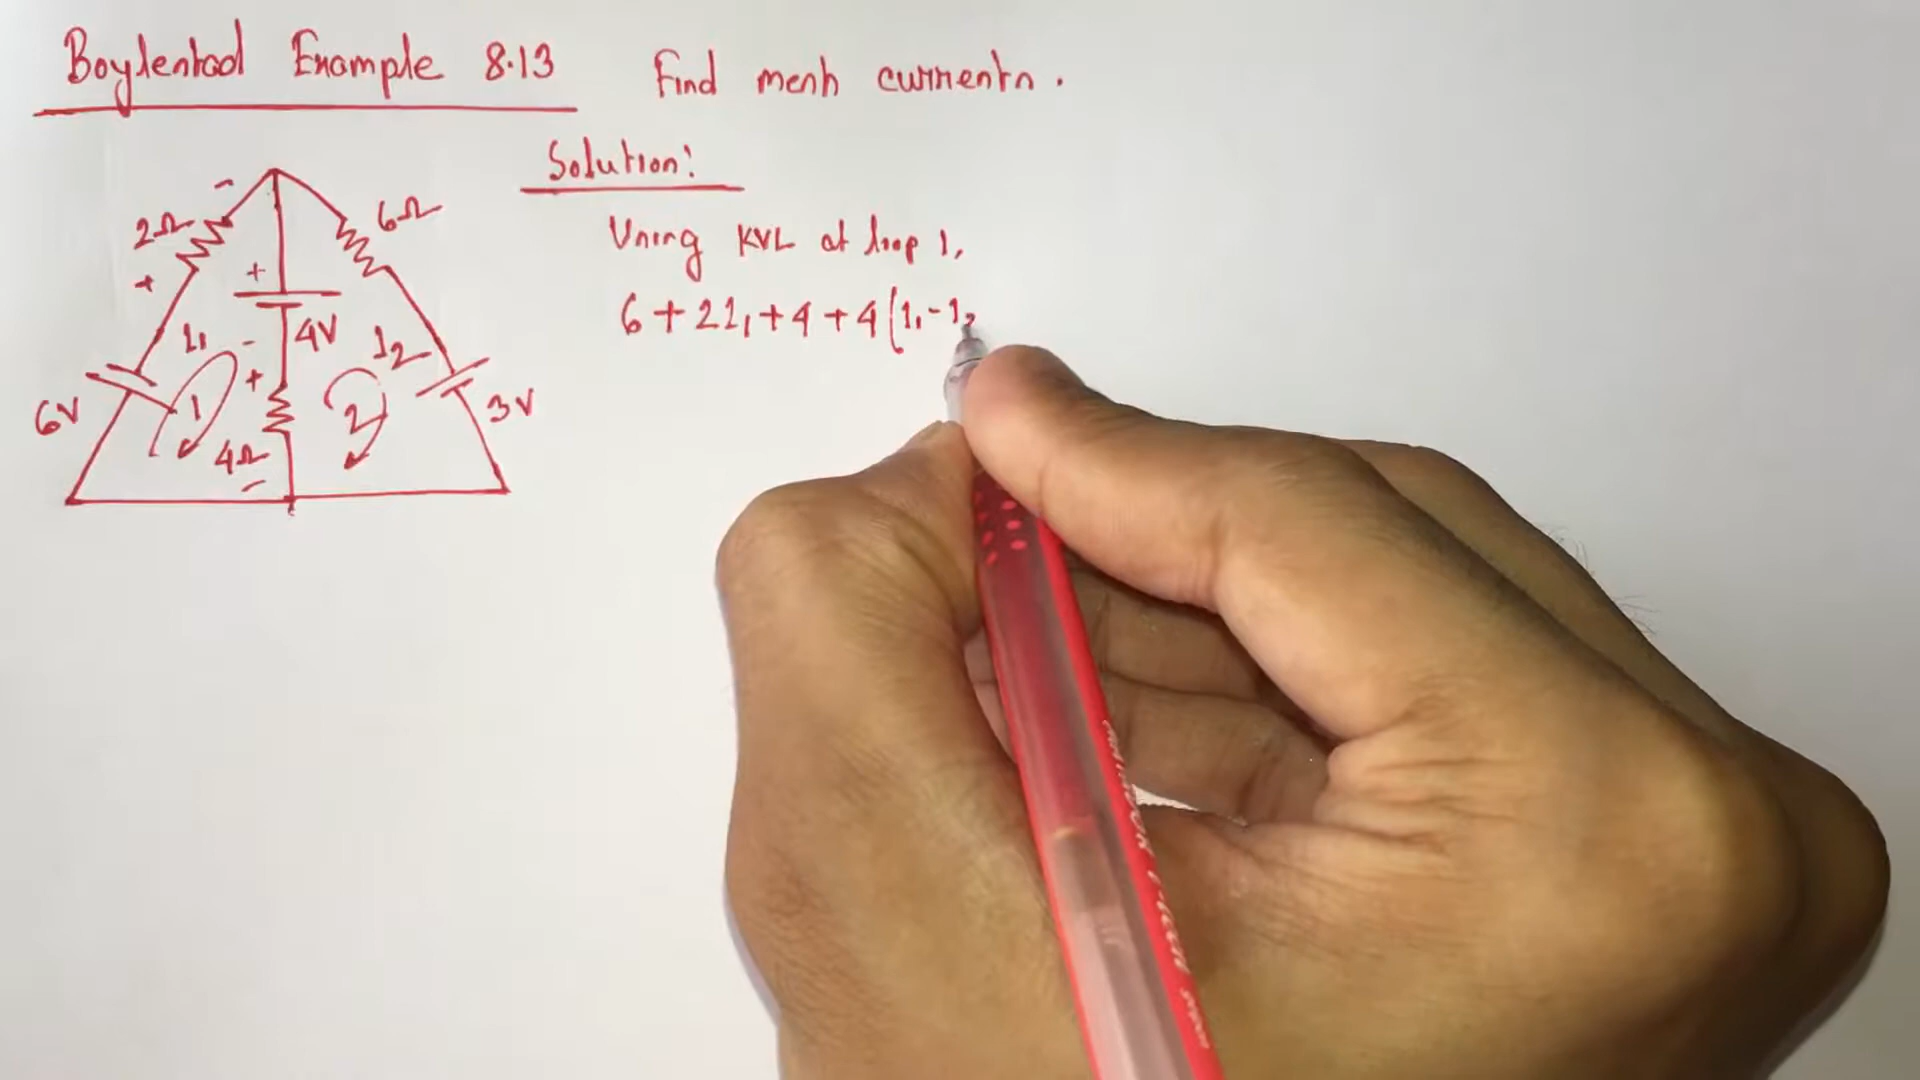 Boylentad Example 8.13
Find mesh currents.
Solution:
Using KVL at loop 1,
6+2I₁+4+4(I₁-I₂
2Ω
6Ω
4V
I₁
I₂
1
2
6V
3V
4Ω